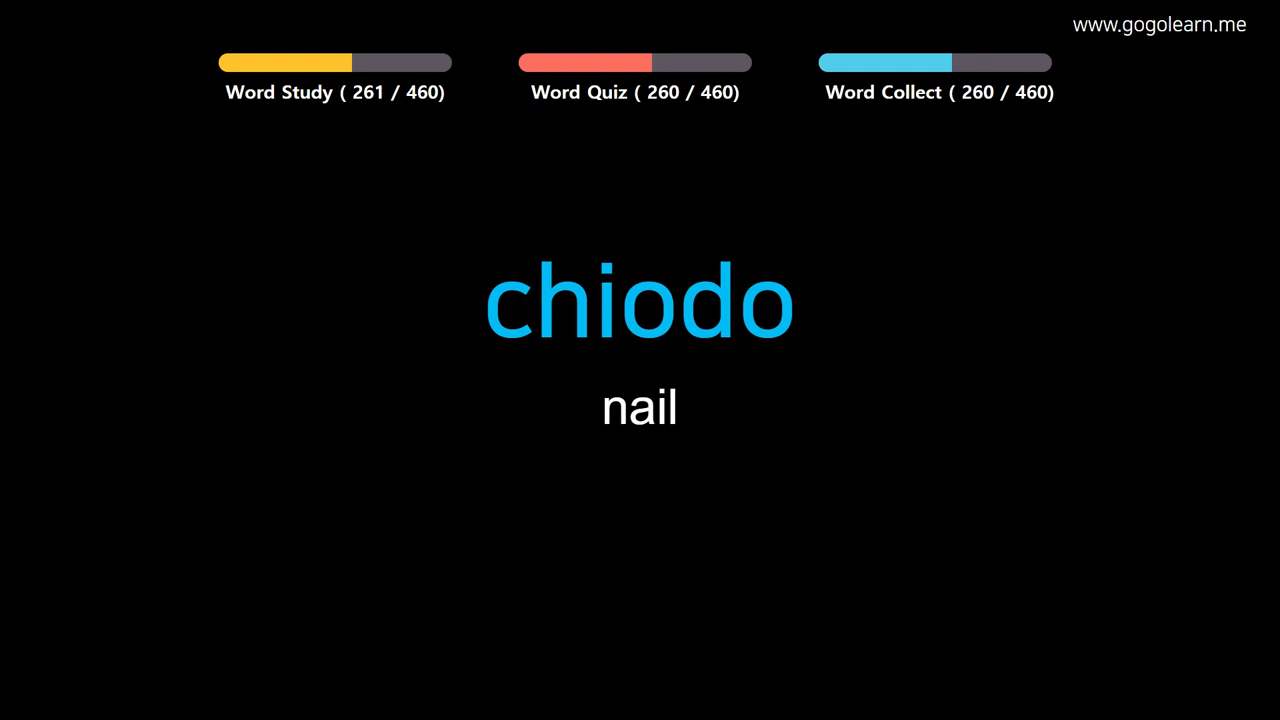 www.gogolearn.me
Word Study ( 261 / 460)
Word Quiz ( 260 / 460)
Word Collect ( 260 / 460)
chiodo
nail